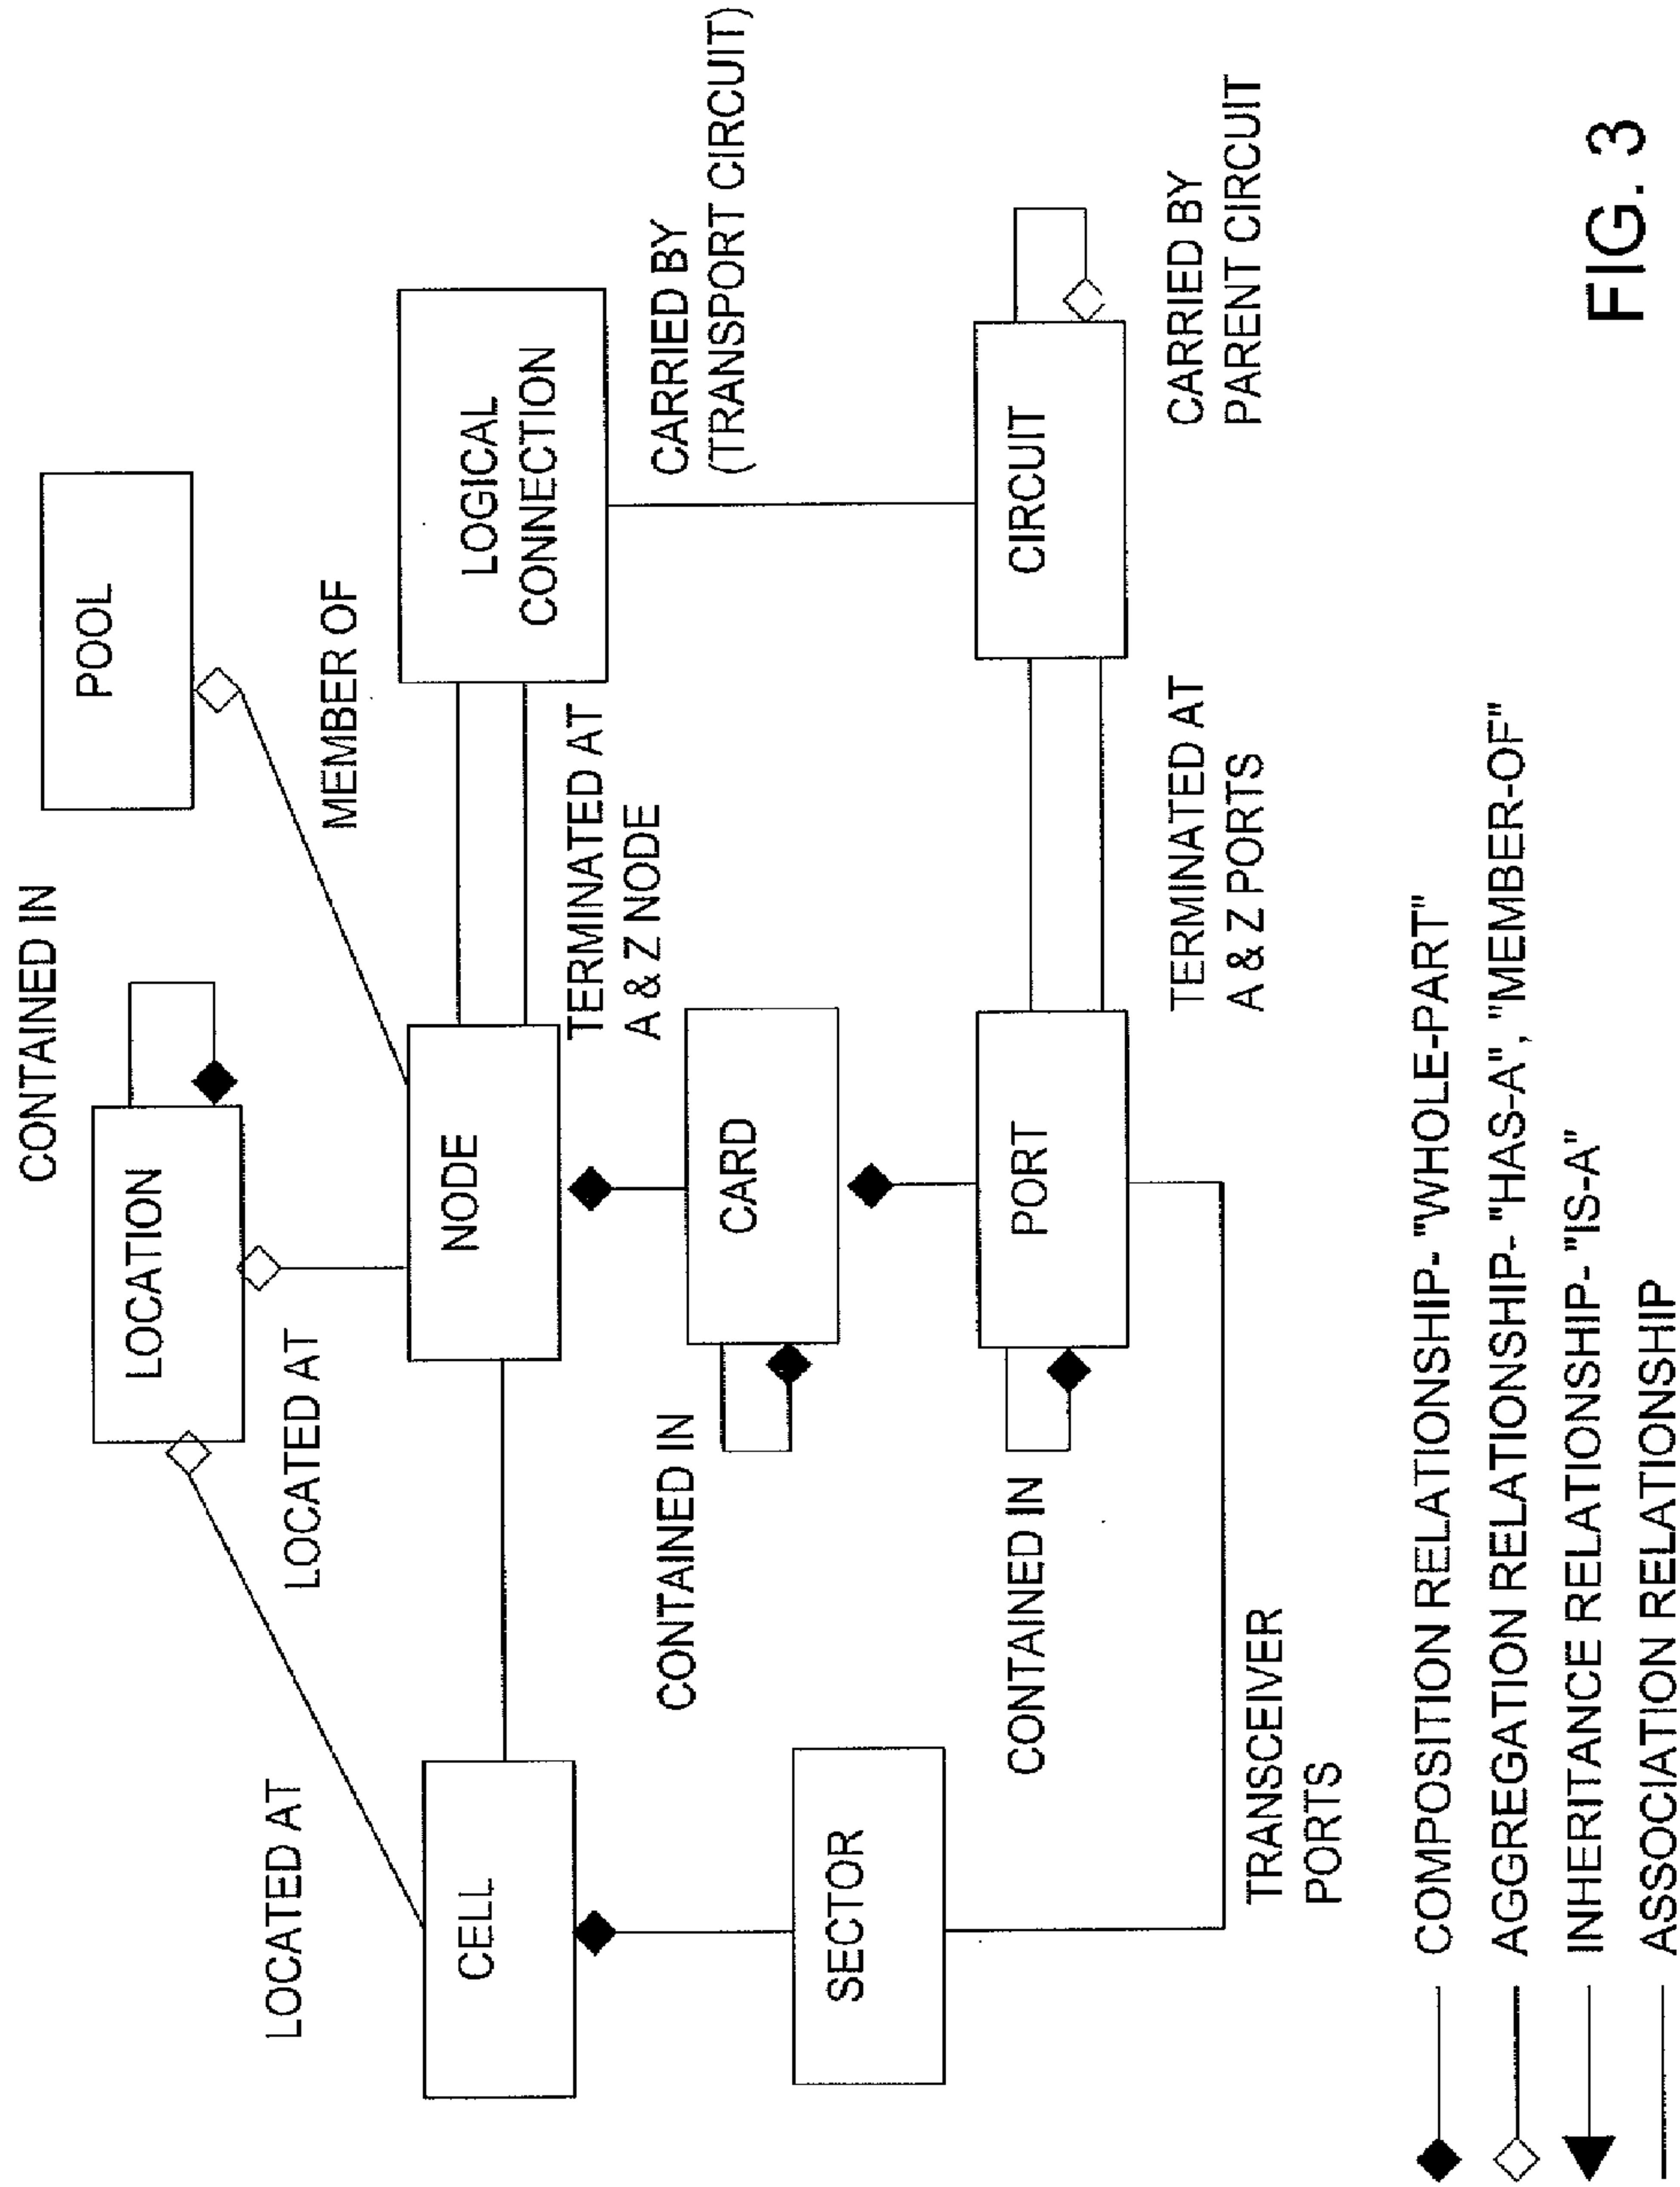 CONTAINED IN
LOCATION
POOL
LOCATED AT
LOCATED AT
MEMBER OF
CELL
NODE
LOGICAL
CONNECTION
TERMINATED AT
A & Z NODE
CARRIED BY
(TRANSPORT CIRCUIT)
CONTAINED IN
CARD
SECTOR
CONTAINED IN
PORT
CIRCUIT
TERMINATED AT
A & Z PORTS
CARRIED BY
PARENT CIRCUIT
TRANSCEIVER
PORTS
COMPOSITION RELATIONSHIP- "WHOLE-PART"
AGGREGATION RELATIONSHIP- "HAS-A", "MEMBER-OF"
INHERITANCE RELATIONSHIP- "IS-A"
ASSOCIATION RELATIONSHIP
FIG. 3